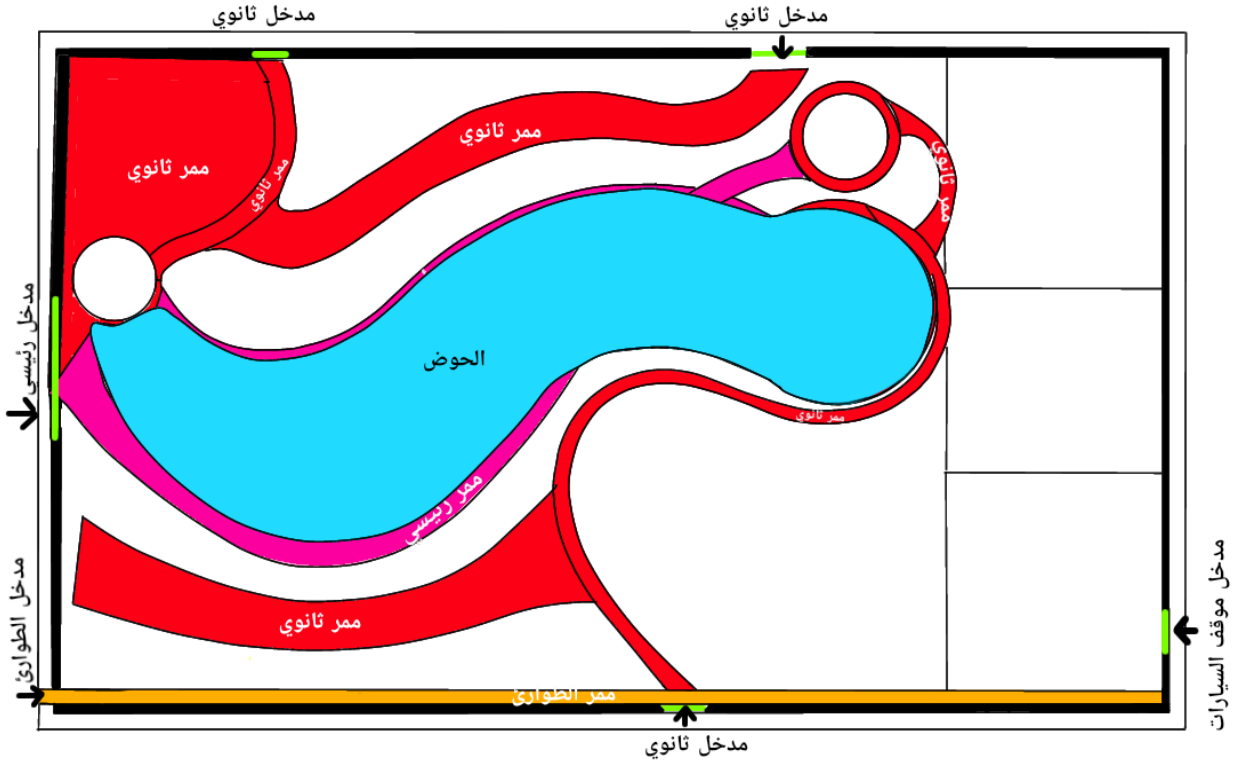 مدخل ثانوي
مدخل ثانوي
ممر ثانوي
ممر ثانوي
ممر ثانوي
ممر ثانوي
مدخل رئيسي
الحوض
ممر ثانوي
ممر رئيسي
مدخل الطوارئ
ممر ثانوي
مدخل موقف السيارات
ممر الطوارئ
مدخل ثانوي